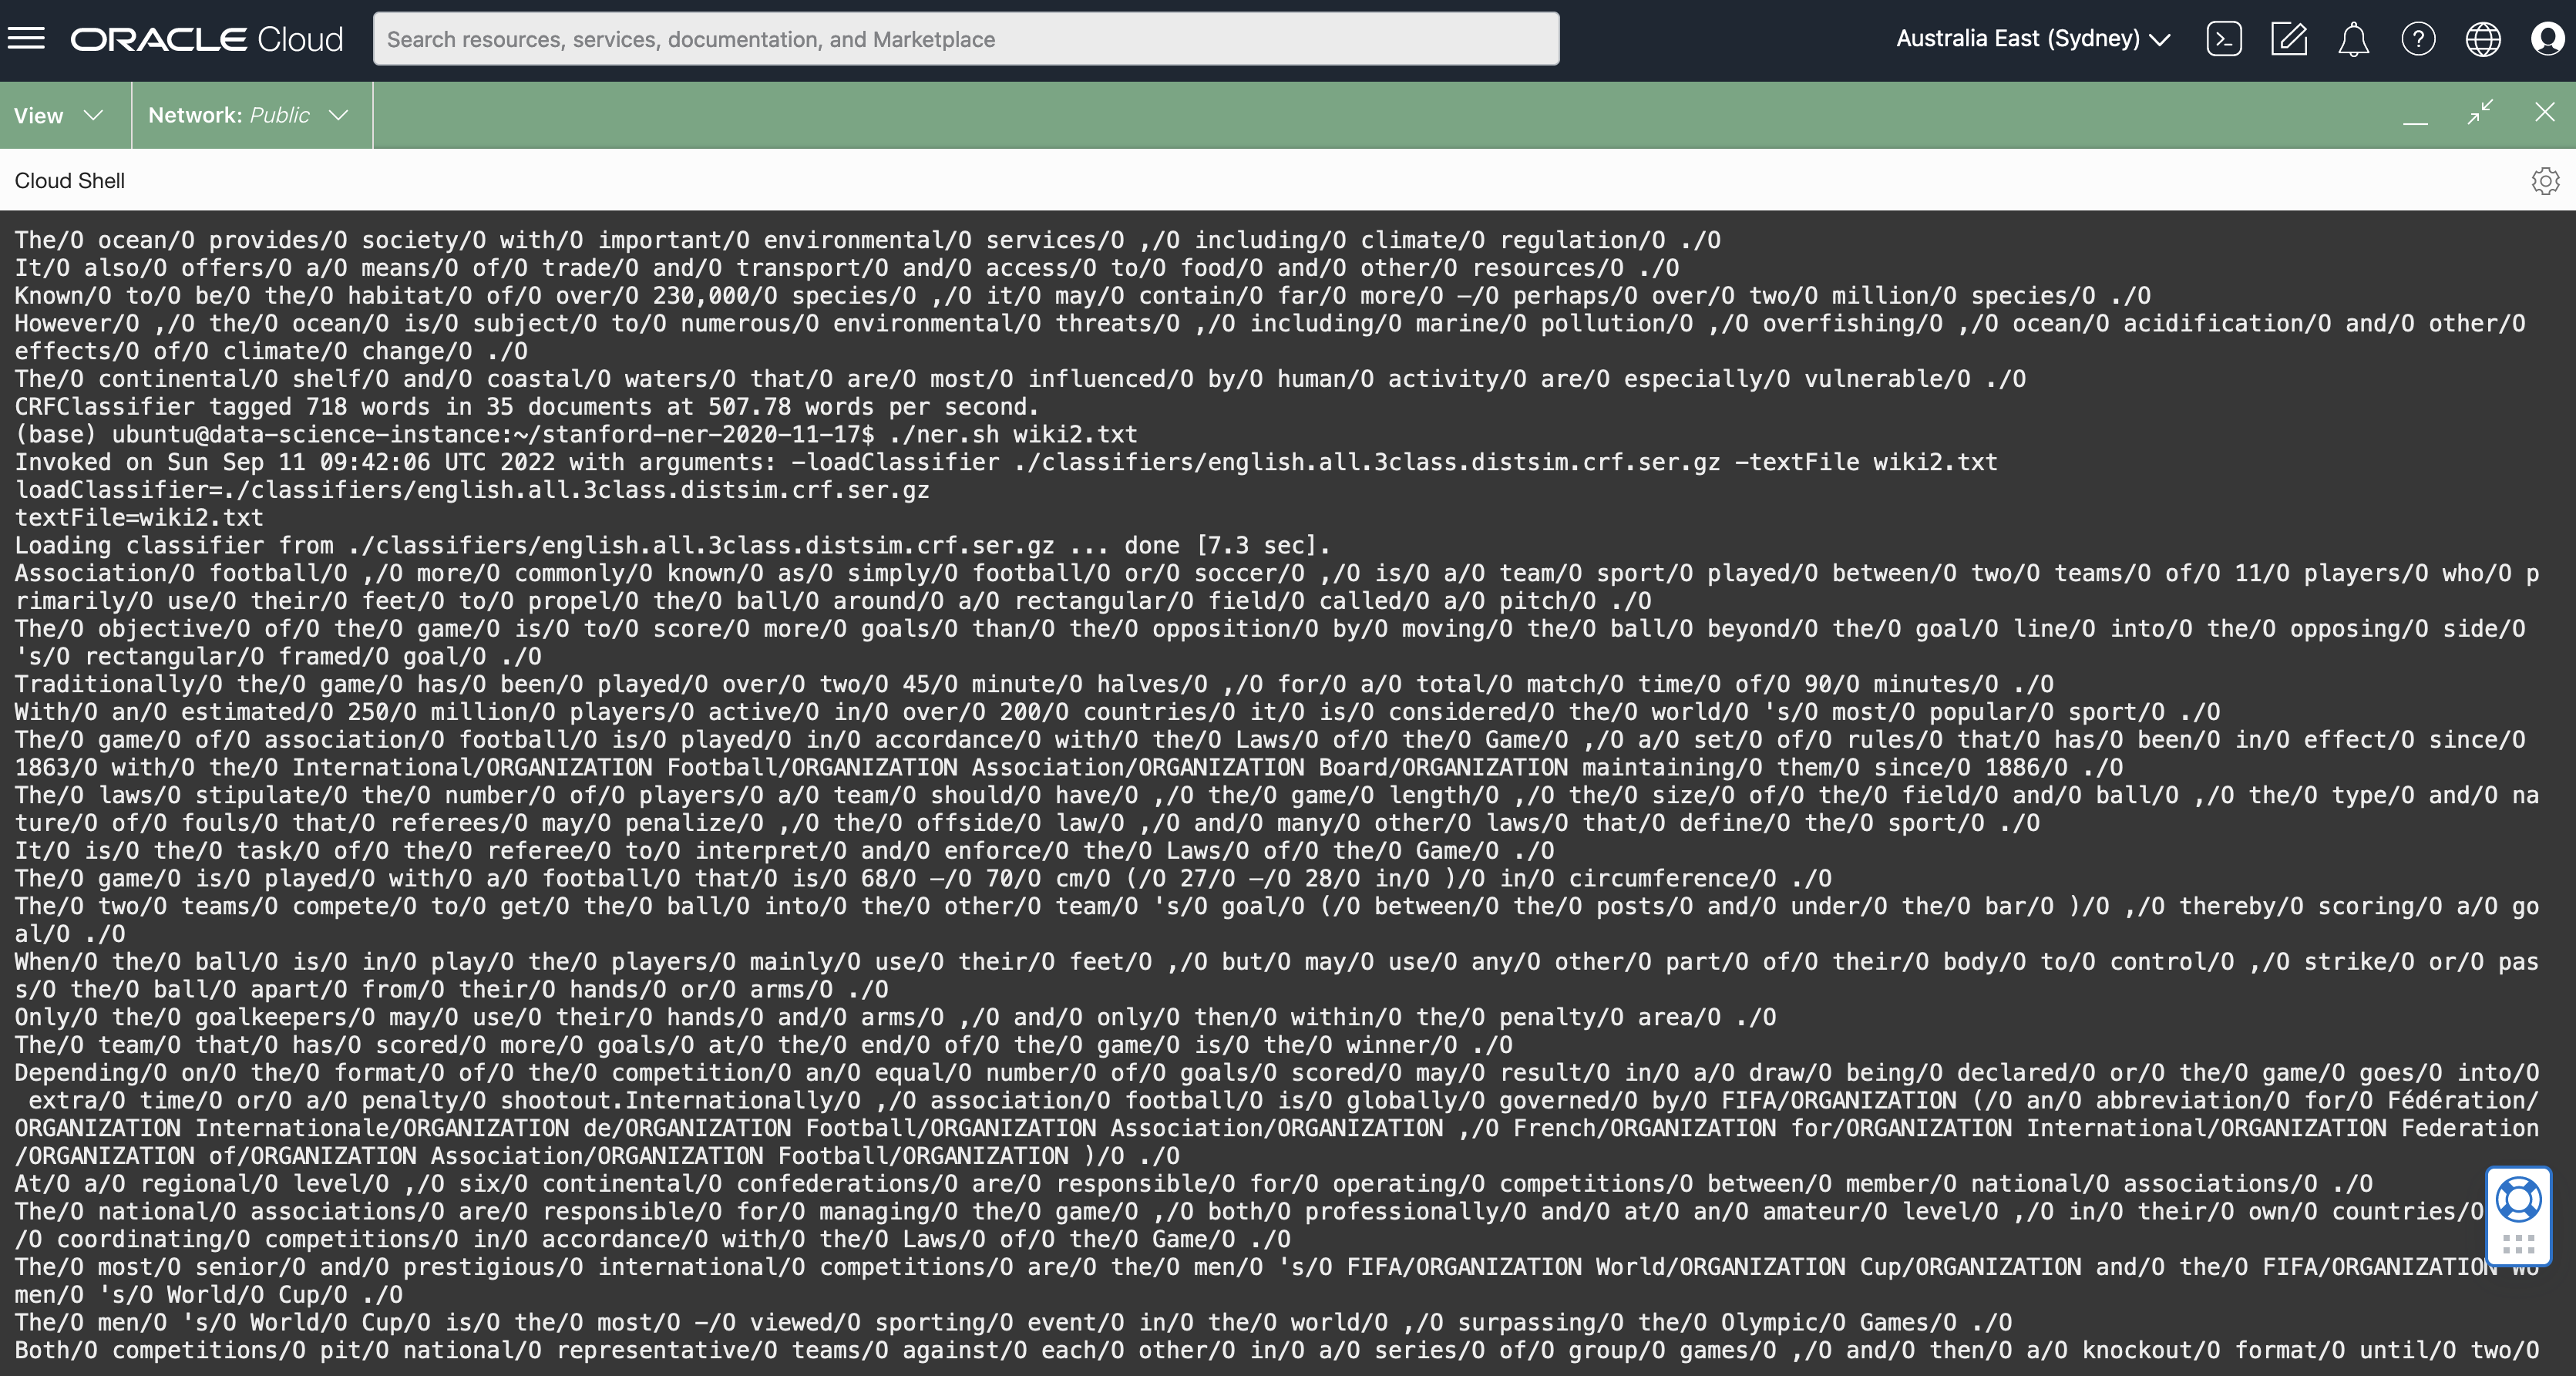 ORACLE Cloud
Search resources, services, documentation, and Marketplace
Australia East (Sydney)
View
Network: Public
Cloud Shell
The/O ocean/O provides/O society/O with/O important/O environmental/O services/O ,/O including/O climate/O regulation/O ./O
It/O also/O offers/O a/O means/O of/O trade/O and/O transport/O and/O access/O to/O food/O and/O other/O resources/O ./O
Known/O to/O be/O the/O habitat/O of/O over/O 230,000/O species/O ,/O it/O may/O contain/O far/O more/O –/O perhaps/O over/O two/O million/O species/O ./O
However/O ,/O the/O ocean/O is/O subject/O to/O numerous/O environmental/O threats/O ,/O including/O marine/O pollution/O ,/O overfishing/O ,/O ocean/O acidification/O and/O other/O
effects/O of/O climate/O change/O ./O
The/O continental/O shelf/O and/O coastal/O waters/O that/O are/O most/O influenced/O by/O human/O activity/O are/O especially/O vulnerable/O ./O
CRFClassifier tagged 718 words in 35 documents at 507.78 words per second.
(base) ubuntu@data-science-instance:~/stanford-ner-2020-11-17$ ./ner.sh wiki2.txt
Invoked on Sun Sep 11 09:42:06 UTC 2022 with arguments: -loadClassifier ./classifiers/english.all.3class.distsim.crf.ser.gz -textFile wiki2.txt
loadClassifier=./classifiers/english.all.3class.distsim.crf.ser.gz
textFile=wiki2.txt
Loading classifier from ./classifiers/english.all.3class.distsim.crf.ser.gz ... done [7.3 sec].
Association/O football/O ,/O more/O commonly/O known/O as/O simply/O football/O or/O soccer/O ,/O is/O a/O team/O sport/O played/O between/O two/O teams/O of/O 11/O players/O who/O p
rimarily/O use/O their/O feet/O to/O propel/O the/O ball/O around/O a/O rectangular/O field/O called/O a/O pitch/O ./O
The/O objective/O of/O the/O game/O is/O to/O score/O more/O goals/O than/O the/O opposition/O by/O moving/O the/O ball/O beyond/O the/O goal/O line/O into/O the/O opposing/O side/O
's/O rectangular/O framed/O goal/O ./O
Traditionally/O the/O game/O has/O been/O played/O over/O two/O 45/O minute/O halves/O ,/O for/O a/O total/O match/O time/O of/O 90/O minutes/O ./O
With/O an/O estimated/O 250/O million/O players/O active/O in/O over/O 200/O countries/O it/O is/O considered/O the/O world/O 's/O most/O popular/O sport/O ./O
The/O game/O of/O association/O football/O is/O played/O in/O accordance/O with/O the/O Laws/O of/O the/O Game/O ,/O a/O set/O of/O rules/O that/O has/O been/O in/O effect/O since/O
1863/O with/O the/O International/ORGANIZATION Football/ORGANIZATION Association/ORGANIZATION Board/ORGANIZATION maintaining/O them/O since/O 1886/O ./O
The/O laws/O stipulate/O the/O number/O of/O players/O a/O team/O should/O have/O ,/O the/O game/O length/O ,/O the/O size/O of/O the/O field/O and/O ball/O ,/O the/O type/O and/O na
ture/O of/O fouls/O that/O referees/O may/O penalize/O ,/O the/O offside/O law/O ,/O and/O many/O other/O laws/O that/O define/O the/O sport/O ./O
It/O is/O the/O task/O of/O the/O referee/O to/O interpret/O and/O enforce/O the/O Laws/O of/O the/O Game/O ./O
The/O game/O is/O played/O with/O a/O football/O that/O is/O 68/O –/O 70/O cm/O (/O 27/O –/O 28/O in/O )/O in/O circumference/O ./O
The/O two/O teams/O compete/O to/O get/O the/O ball/O into/O the/O other/O team/O 's/O goal/O (/O between/O the/O posts/O and/O under/O the/O bar/O )/O ,/O thereby/O scoring/O a/O go
al/O ./O
When/O the/O ball/O is/O in/O play/O the/O players/O mainly/O use/O their/O feet/O ,/O but/O may/O use/O any/O other/O part/O of/O their/O body/O to/O control/O ,/O strike/O or/O pas
s/O the/O ball/O apart/O from/O their/O hands/O or/O arms/O ./O
Only/O the/O goalkeepers/O may/O use/O their/O hands/O and/O arms/O ,/O and/O only/O then/O within/O the/O penalty/O area/O ./O
The/O team/O that/O has/O scored/O more/O goals/O at/O the/O end/O of/O the/O game/O is/O the/O winner/O ./O
Depending/O on/O the/O format/O of/O the/O competition/O an/O equal/O number/O of/O goals/O scored/O may/O result/O in/O a/O draw/O being/O declared/O or/O the/O game/O goes/O into/O
extra/O time/O or/O a/O penalty/O shootout.Internationally/O ,/O association/O football/O is/O globally/O governed/O by/O FIFA/ORGANIZATION (/O an/O abbreviation/O for/O Fédération/
ORGANIZATION Internationale/ORGANIZATION de/ORGANIZATION Football/ORGANIZATION Association/ORGANIZATION ,/O French/ORGANIZATION for/ORGANIZATION International/ORGANIZATION Federation
/ORGANIZATION of/ORGANIZATION Association/ORGANIZATION Football/ORGANIZATION )/O ./O
At/O a/O regional/O level/O ,/O six/O continental/O confederations/O are/O responsible/O for/O operating/O competitions/O between/O member/O national/O associations/O ./O
The/O national/O associations/O are/O responsible/O for/O managing/O the/O game/O ,/O both/O professionally/O and/O at/O an/O amateur/O level/O ,/O in/O their/O own/O countries/O
/O coordinating/O competitions/O in/O accordance/O with/O the/O Laws/O of/O the/O Game/O ./O
The/O most/O senior/O and/O prestigious/O international/O competitions/O are/O the/O men/O 's/O FIFA/ORGANIZATION World/ORGANIZATION Cup/ORGANIZATION and/O the/O FIFA/ORGANIZATION Wo
men/O 's/O World/O Cup/O ./O
The/O men/O 's/O World/O Cup/O is/O the/O most/O -/O viewed/O sporting/O event/O in/O the/O world/O ,/O surpassing/O the/O Olympic/O Games/O ./O
Both/O competitions/O pit/O national/O representative/O teams/O against/O each/O other/O in/O a/O series/O of/O group/O games/O ,/O and/O then/O a/O knockout/O format/O until/O two/O